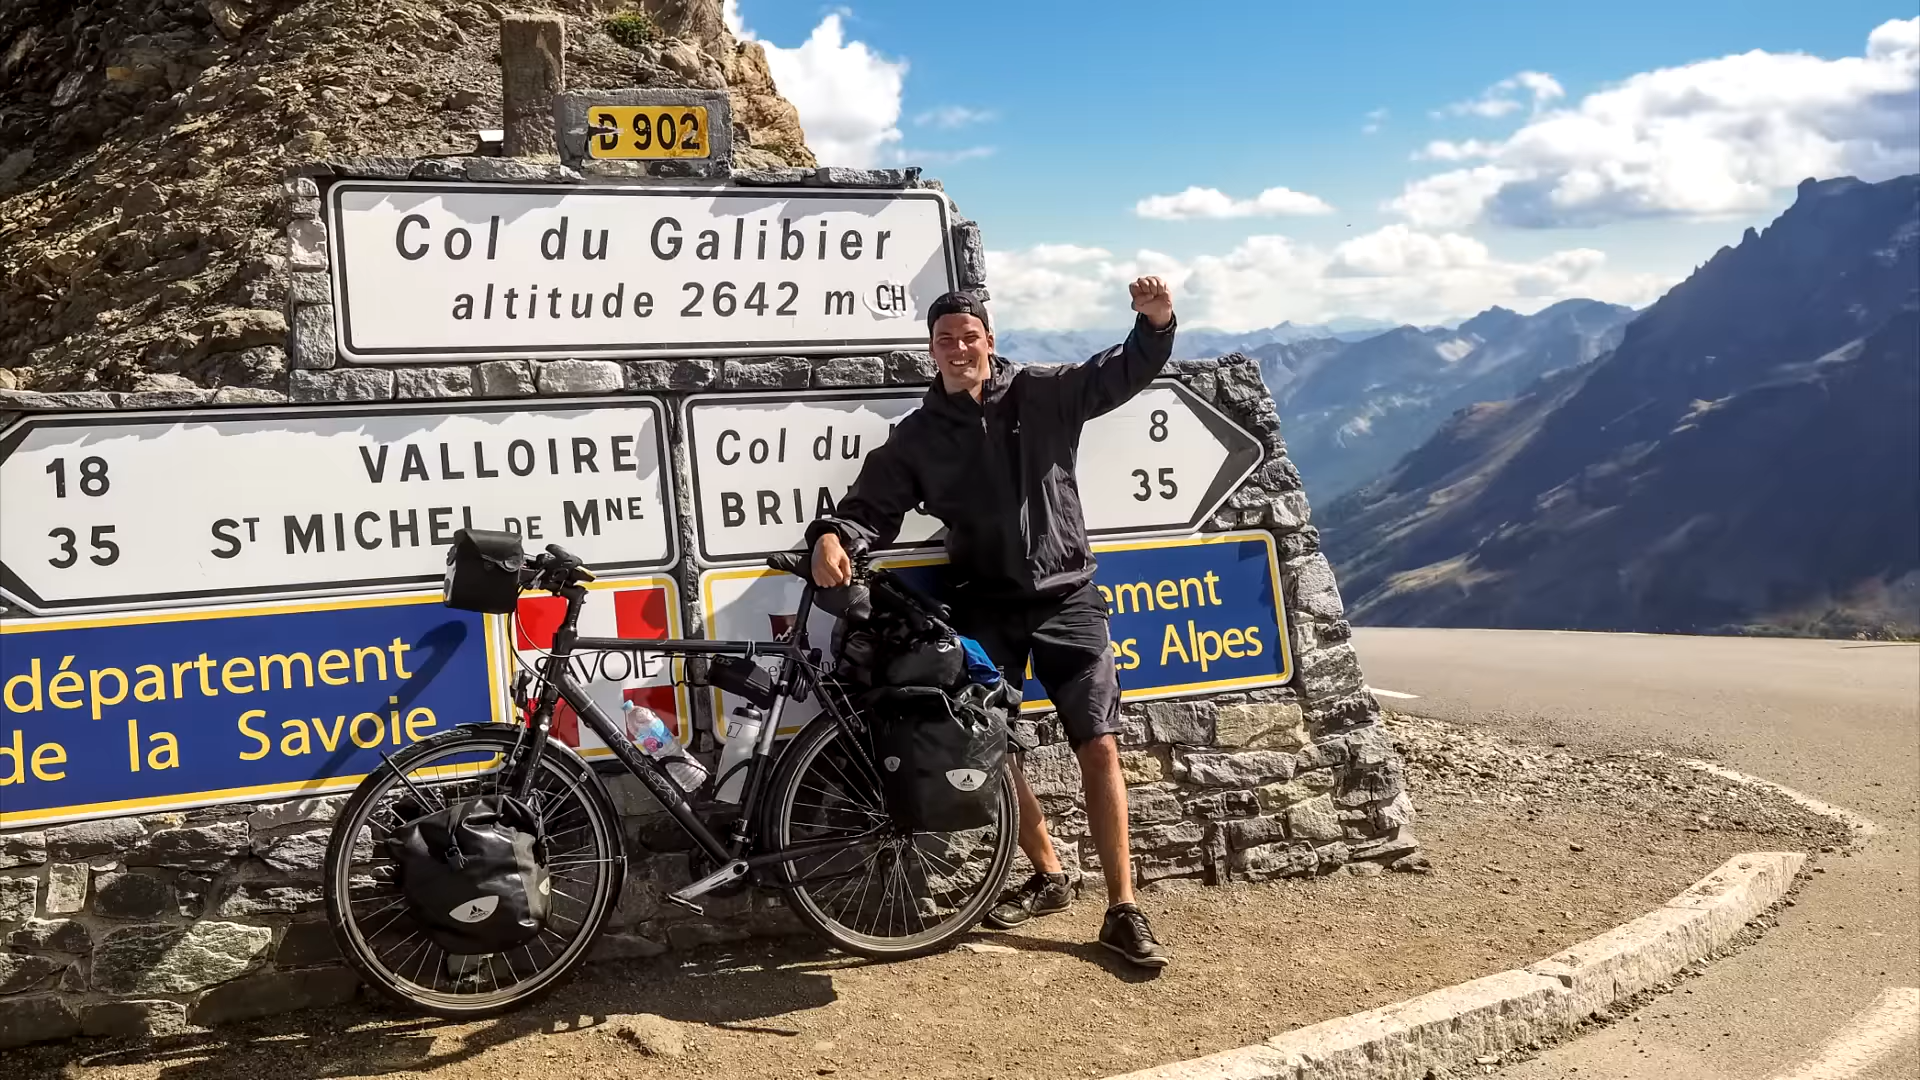 D 902
Col du Galibier
altitude 2642 m CH
18 VALLOIRE
35 ST MICHEL DE MNE
Col du 8
BRIA 35
département
de la Savoie
SAVOIE
ement
es Alpes